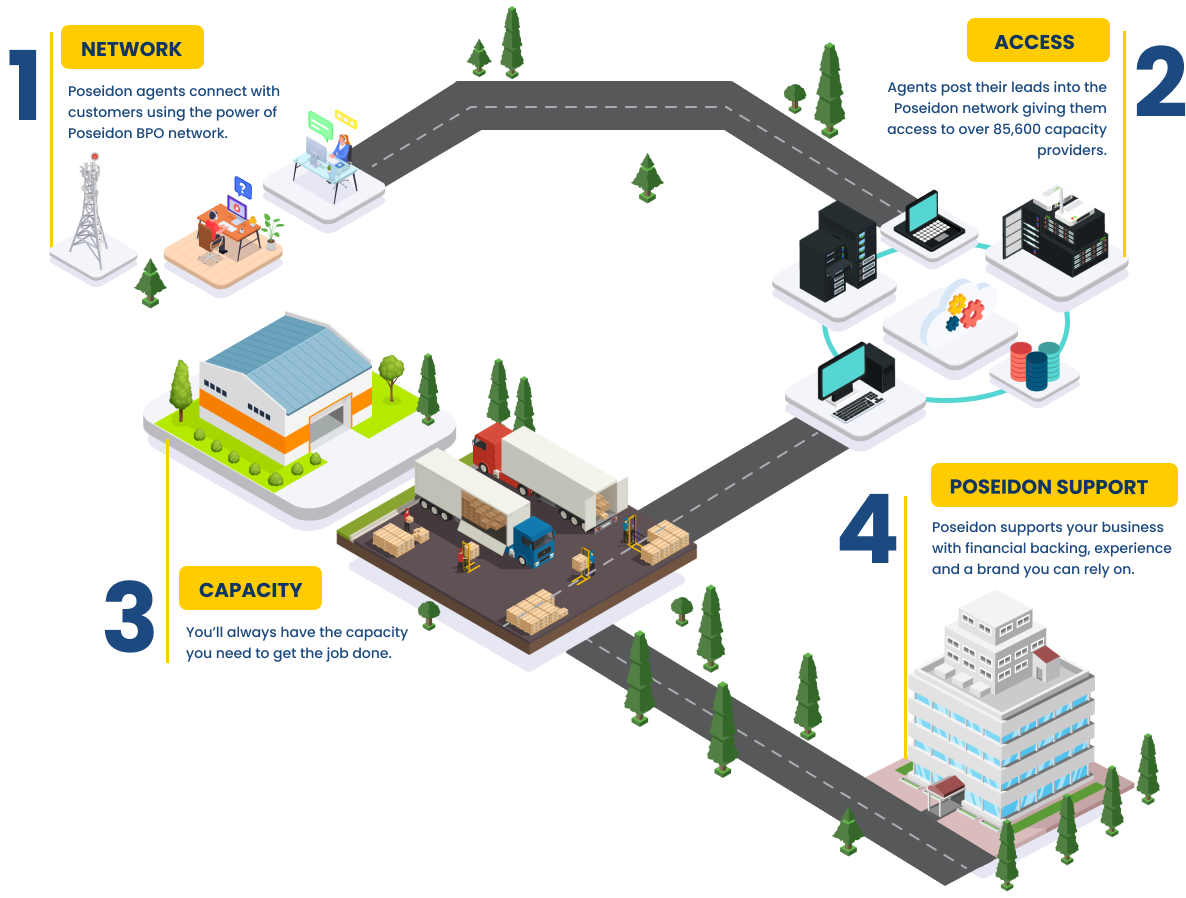 1
NETWORK
Poseidon agents connect with
customers using the power of
Poseidon BPO network.
?
2
ACCESS
Agents post their leads into the
Poseidon network giving them
access to over 85,600 capacity
providers.
3
CAPACITY
You’ll always have the capacity
you need to get the job done.
4
POSEIDON SUPPORT
Poseidon supports your business
with financial backing, experience
and a brand you can rely on.